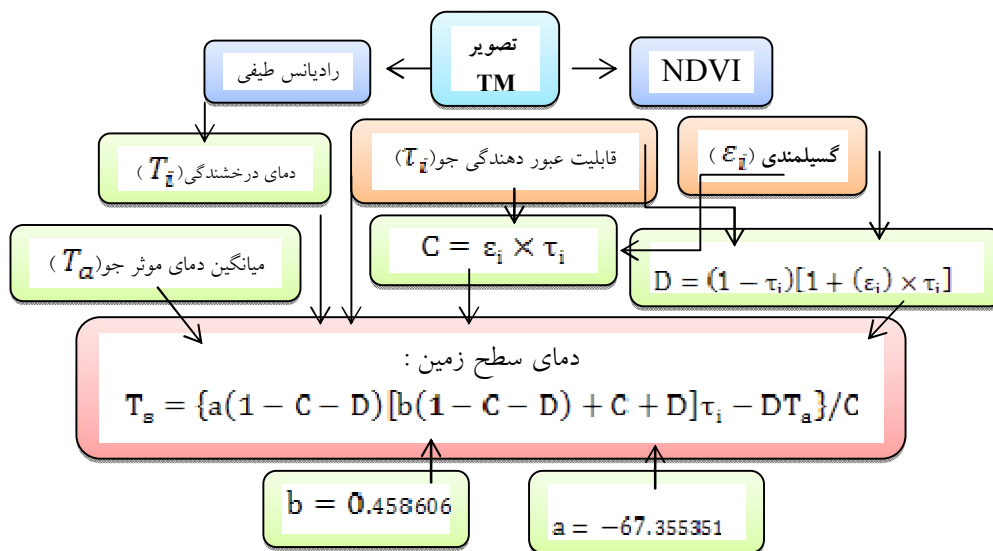 تصویر
TM
رادیانس طیفی
NDVI
دمای درخشندگی(Tᵢ)
قابلیت عبور دهندگی جو(τᵢ)
گسیلمندی (εᵢ)
میانگین دمای موثر جو(Tₐ)
C = εᵢ × τᵢ
D = (1 − τᵢ)[1 + (εᵢ) × τᵢ]
دمای سطح زمین :
Tₛ = {a(1 − C − D)[b(1 − C − D) + C + D]τᵢ − DTₐ}/C
b = 0.458606
a = −67.355351